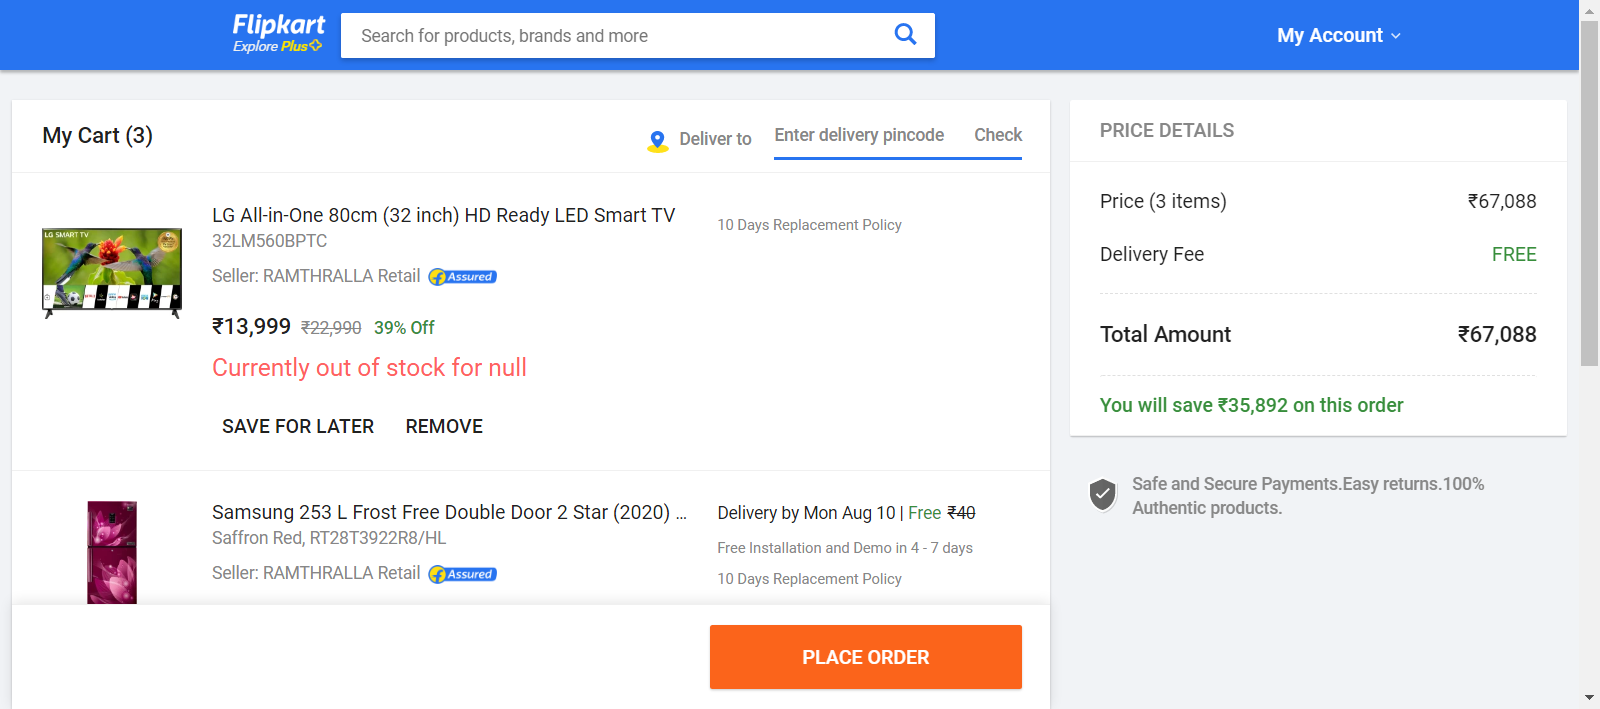 Flipkart
Explore Plus
Search for products, brands and more
My Account
My Cart (3)
Deliver to
Enter delivery pincode
Check
LG All-in-One 80cm (32 inch) HD Ready LED Smart TV
32LM560BPTC
Seller: RAMTHRALLA Retail
Assured
₹13,999 ₹22,990 39% Off
Currently out of stock for null
SAVE FOR LATER REMOVE
10 Days Replacement Policy
LG SMART TV
Samsung 253 L Frost Free Double Door 2 Star (2020) ...
Saffron Red, RT28T3922R8/HL
Seller: RAMTHRALLA Retail
Assured
Delivery by Mon Aug 10 | Free ₹40
Free Installation and Demo in 4 - 7 days
10 Days Replacement Policy
PLACE ORDER
PRICE DETAILS
Price (3 items) ₹67,088
Delivery Fee FREE
Total Amount ₹67,088
You will save ₹35,892 on this order
Safe and Secure Payments.Easy returns.100%
Authentic products.